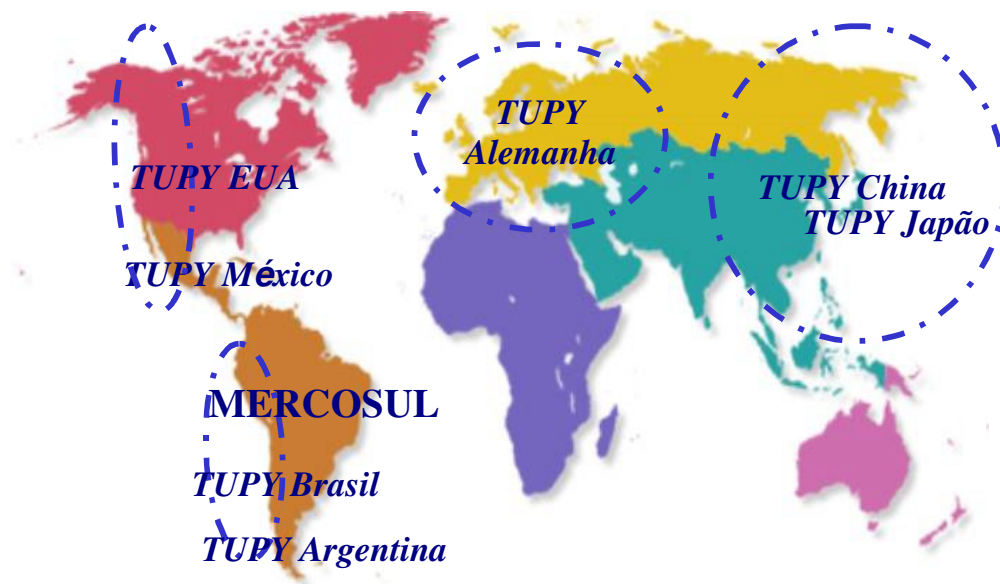 TUPY
Alemanha
TUPY EUA
TUPY China
TUPY Japão
TUPY México
MERCOSUL
TUPY Brasil
TUPY Argentina